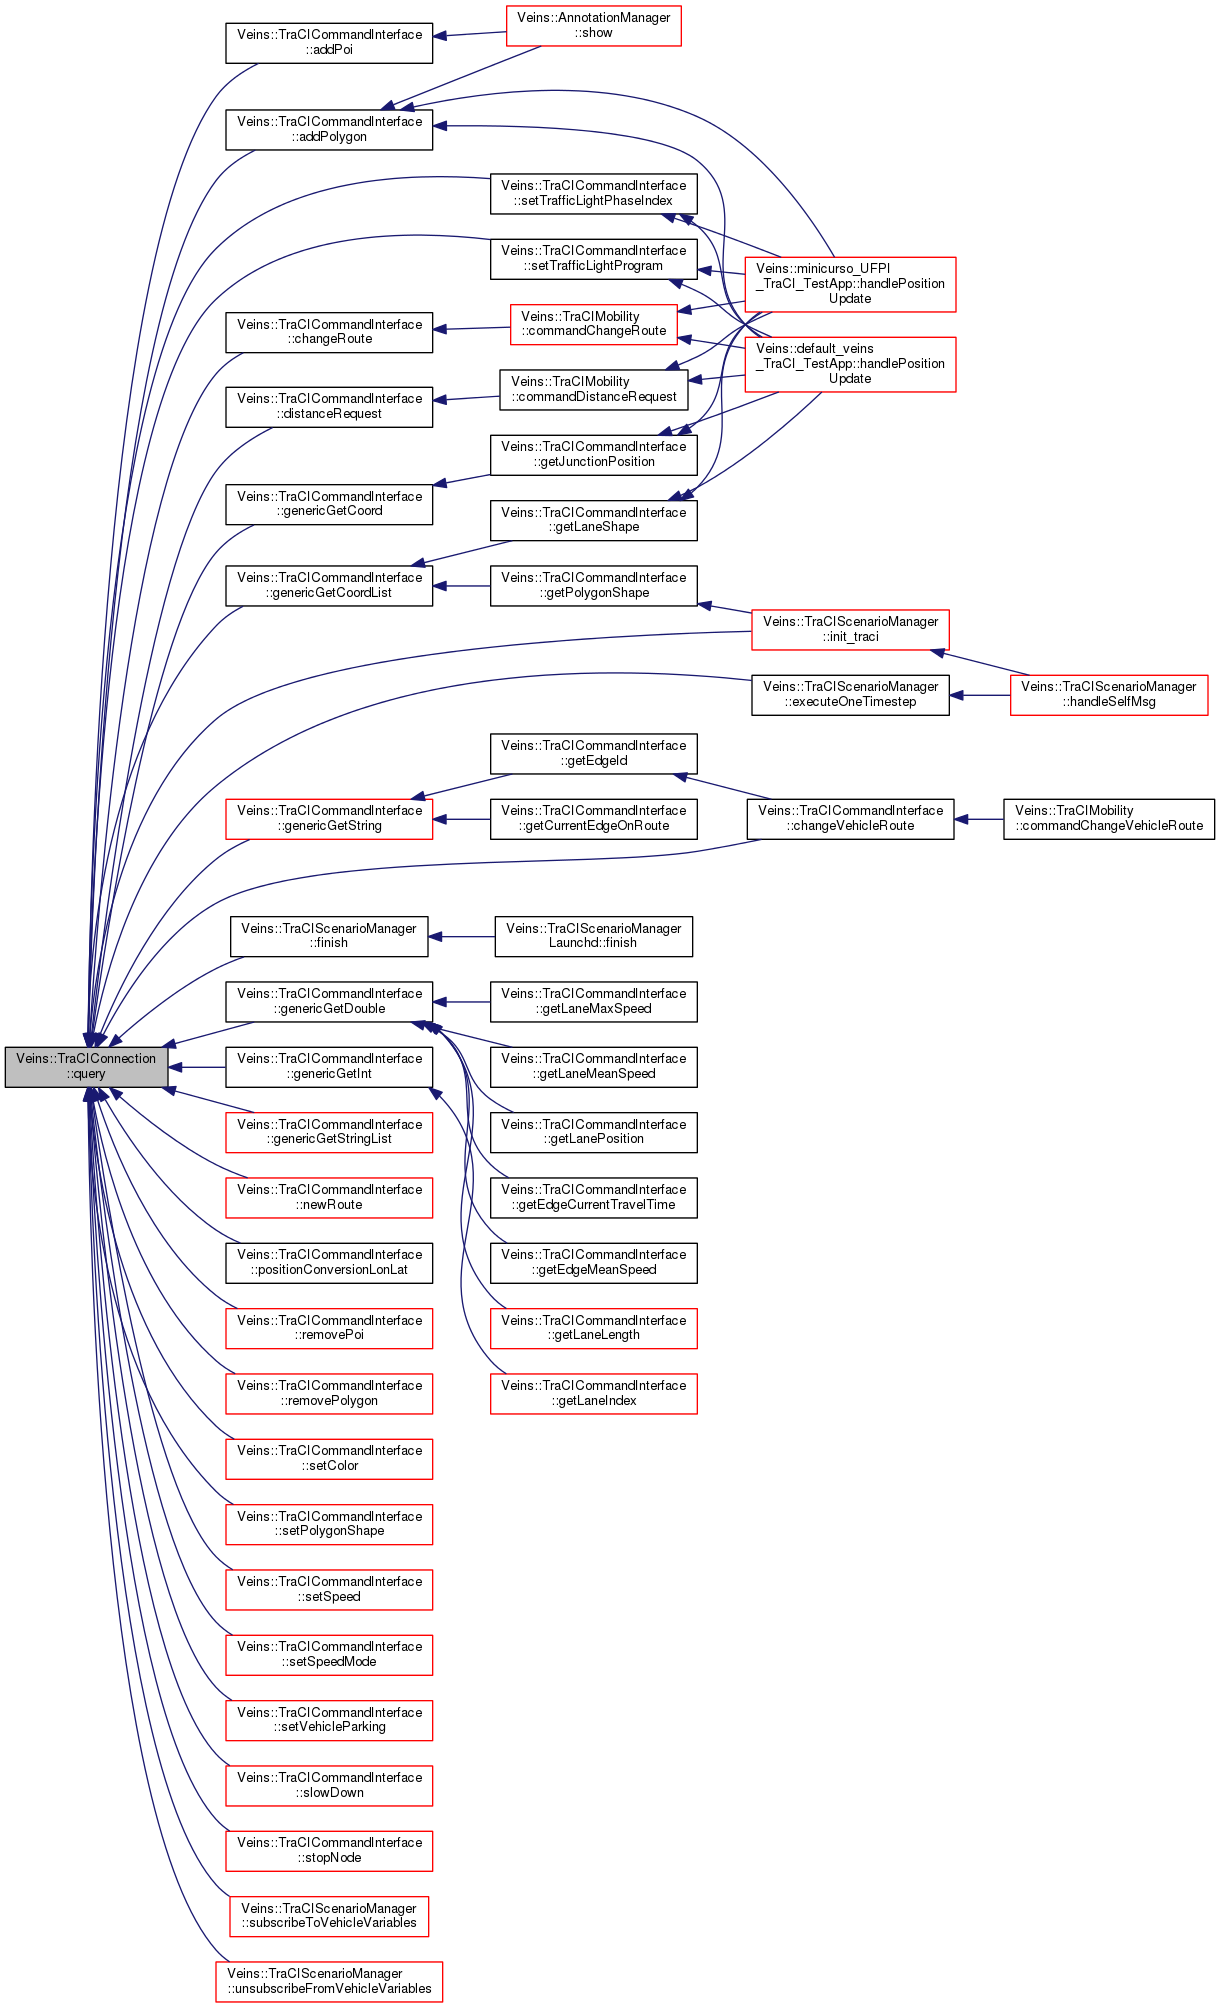 Veins::TraCICommandInterface
::addPoi
Veins::AnnotationManager
::show
Veins::TraCICommandInterface
::addPolygon
Veins::TraCICommandInterface
::setTrafficLightPhaseIndex
Veins::TraCICommandInterface
::setTrafficLightProgram
Veins::minicurso_UFPI
_TraCI_TestApp::handlePosition
Update
Veins::TraCICommandInterface
::changeRoute
Veins::TraCIMobility
::commandChangeRoute
Veins::default_veins
_TraCI_TestApp::handlePosition
Update
Veins::TraCICommandInterface
::distanceRequest
Veins::TraCIMobility
::commandDistanceRequest
Veins::TraCICommandInterface
::getJunctionPosition
Veins::TraCICommandInterface
::genericGetCoord
Veins::TraCICommandInterface
::getLaneShape
Veins::TraCICommandInterface
::genericGetCoordList
Veins::TraCICommandInterface
::getPolygonShape
Veins::TraCIScenarioManager
::init_traci
Veins::TraCIScenarioManager
::executeOneTimestep
Veins::TraCIScenarioManager
::handleSelfMsg
Veins::TraCICommandInterface
::getEdgeId
Veins::TraCICommandInterface
::genericGetString
Veins::TraCICommandInterface
::getCurrentEdgeOnRoute
Veins::TraCICommandInterface
::changeVehicleRoute
Veins::TraCIMobility
::commandChangeVehicleRoute
Veins::TraCIScenarioManager
::finish
Veins::TraCIScenarioManager
Launchd::finish
Veins::TraCICommandInterface
::genericGetDouble
Veins::TraCICommandInterface
::getLaneMaxSpeed
Veins::TraCIConnection
::query
Veins::TraCICommandInterface
::genericGetInt
Veins::TraCICommandInterface
::getLaneMeanSpeed
Veins::TraCICommandInterface
::genericGetStringList
Veins::TraCICommandInterface
::getLanePosition
Veins::TraCICommandInterface
::newRoute
Veins::TraCICommandInterface
::getEdgeCurrentTravelTime
Veins::TraCICommandInterface
::positionConversionLonLat
Veins::TraCICommandInterface
::getEdgeMeanSpeed
Veins::TraCICommandInterface
::removePoi
Veins::TraCICommandInterface
::getLaneLength
Veins::TraCICommandInterface
::removePolygon
Veins::TraCICommandInterface
::getLaneIndex
Veins::TraCICommandInterface
::setColor
Veins::TraCICommandInterface
::setPolygonShape
Veins::TraCICommandInterface
::setSpeed
Veins::TraCICommandInterface
::setSpeedMode
Veins::TraCICommandInterface
::setVehicleParking
Veins::TraCICommandInterface
::slowDown
Veins::TraCICommandInterface
::stopNode
Veins::TraCIScenarioManager
::subscribeToVehicleVariables
Veins::TraCIScenarioManager
::unsubscribeFromVehicleVariables